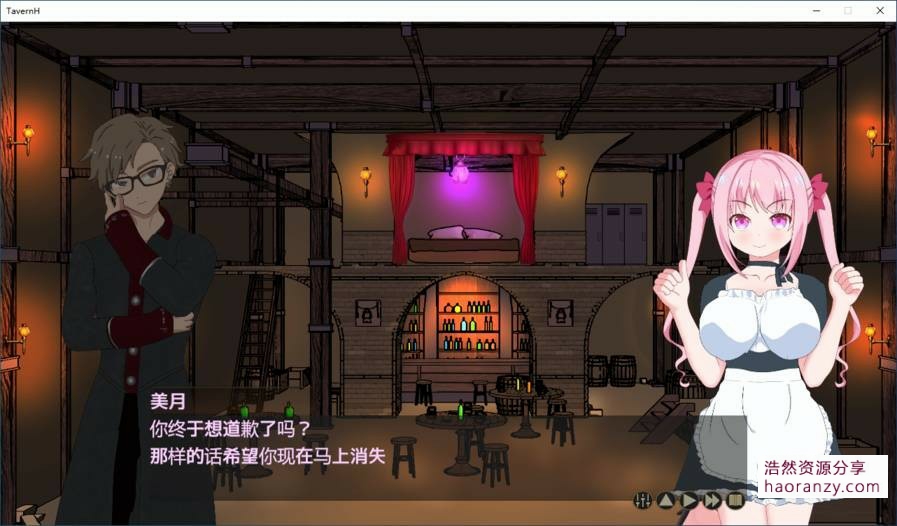 TavernH
美月
你终于想道歉了吗？
那样的话希望你现在马上消失
浩然资源分享
haoranzy.com